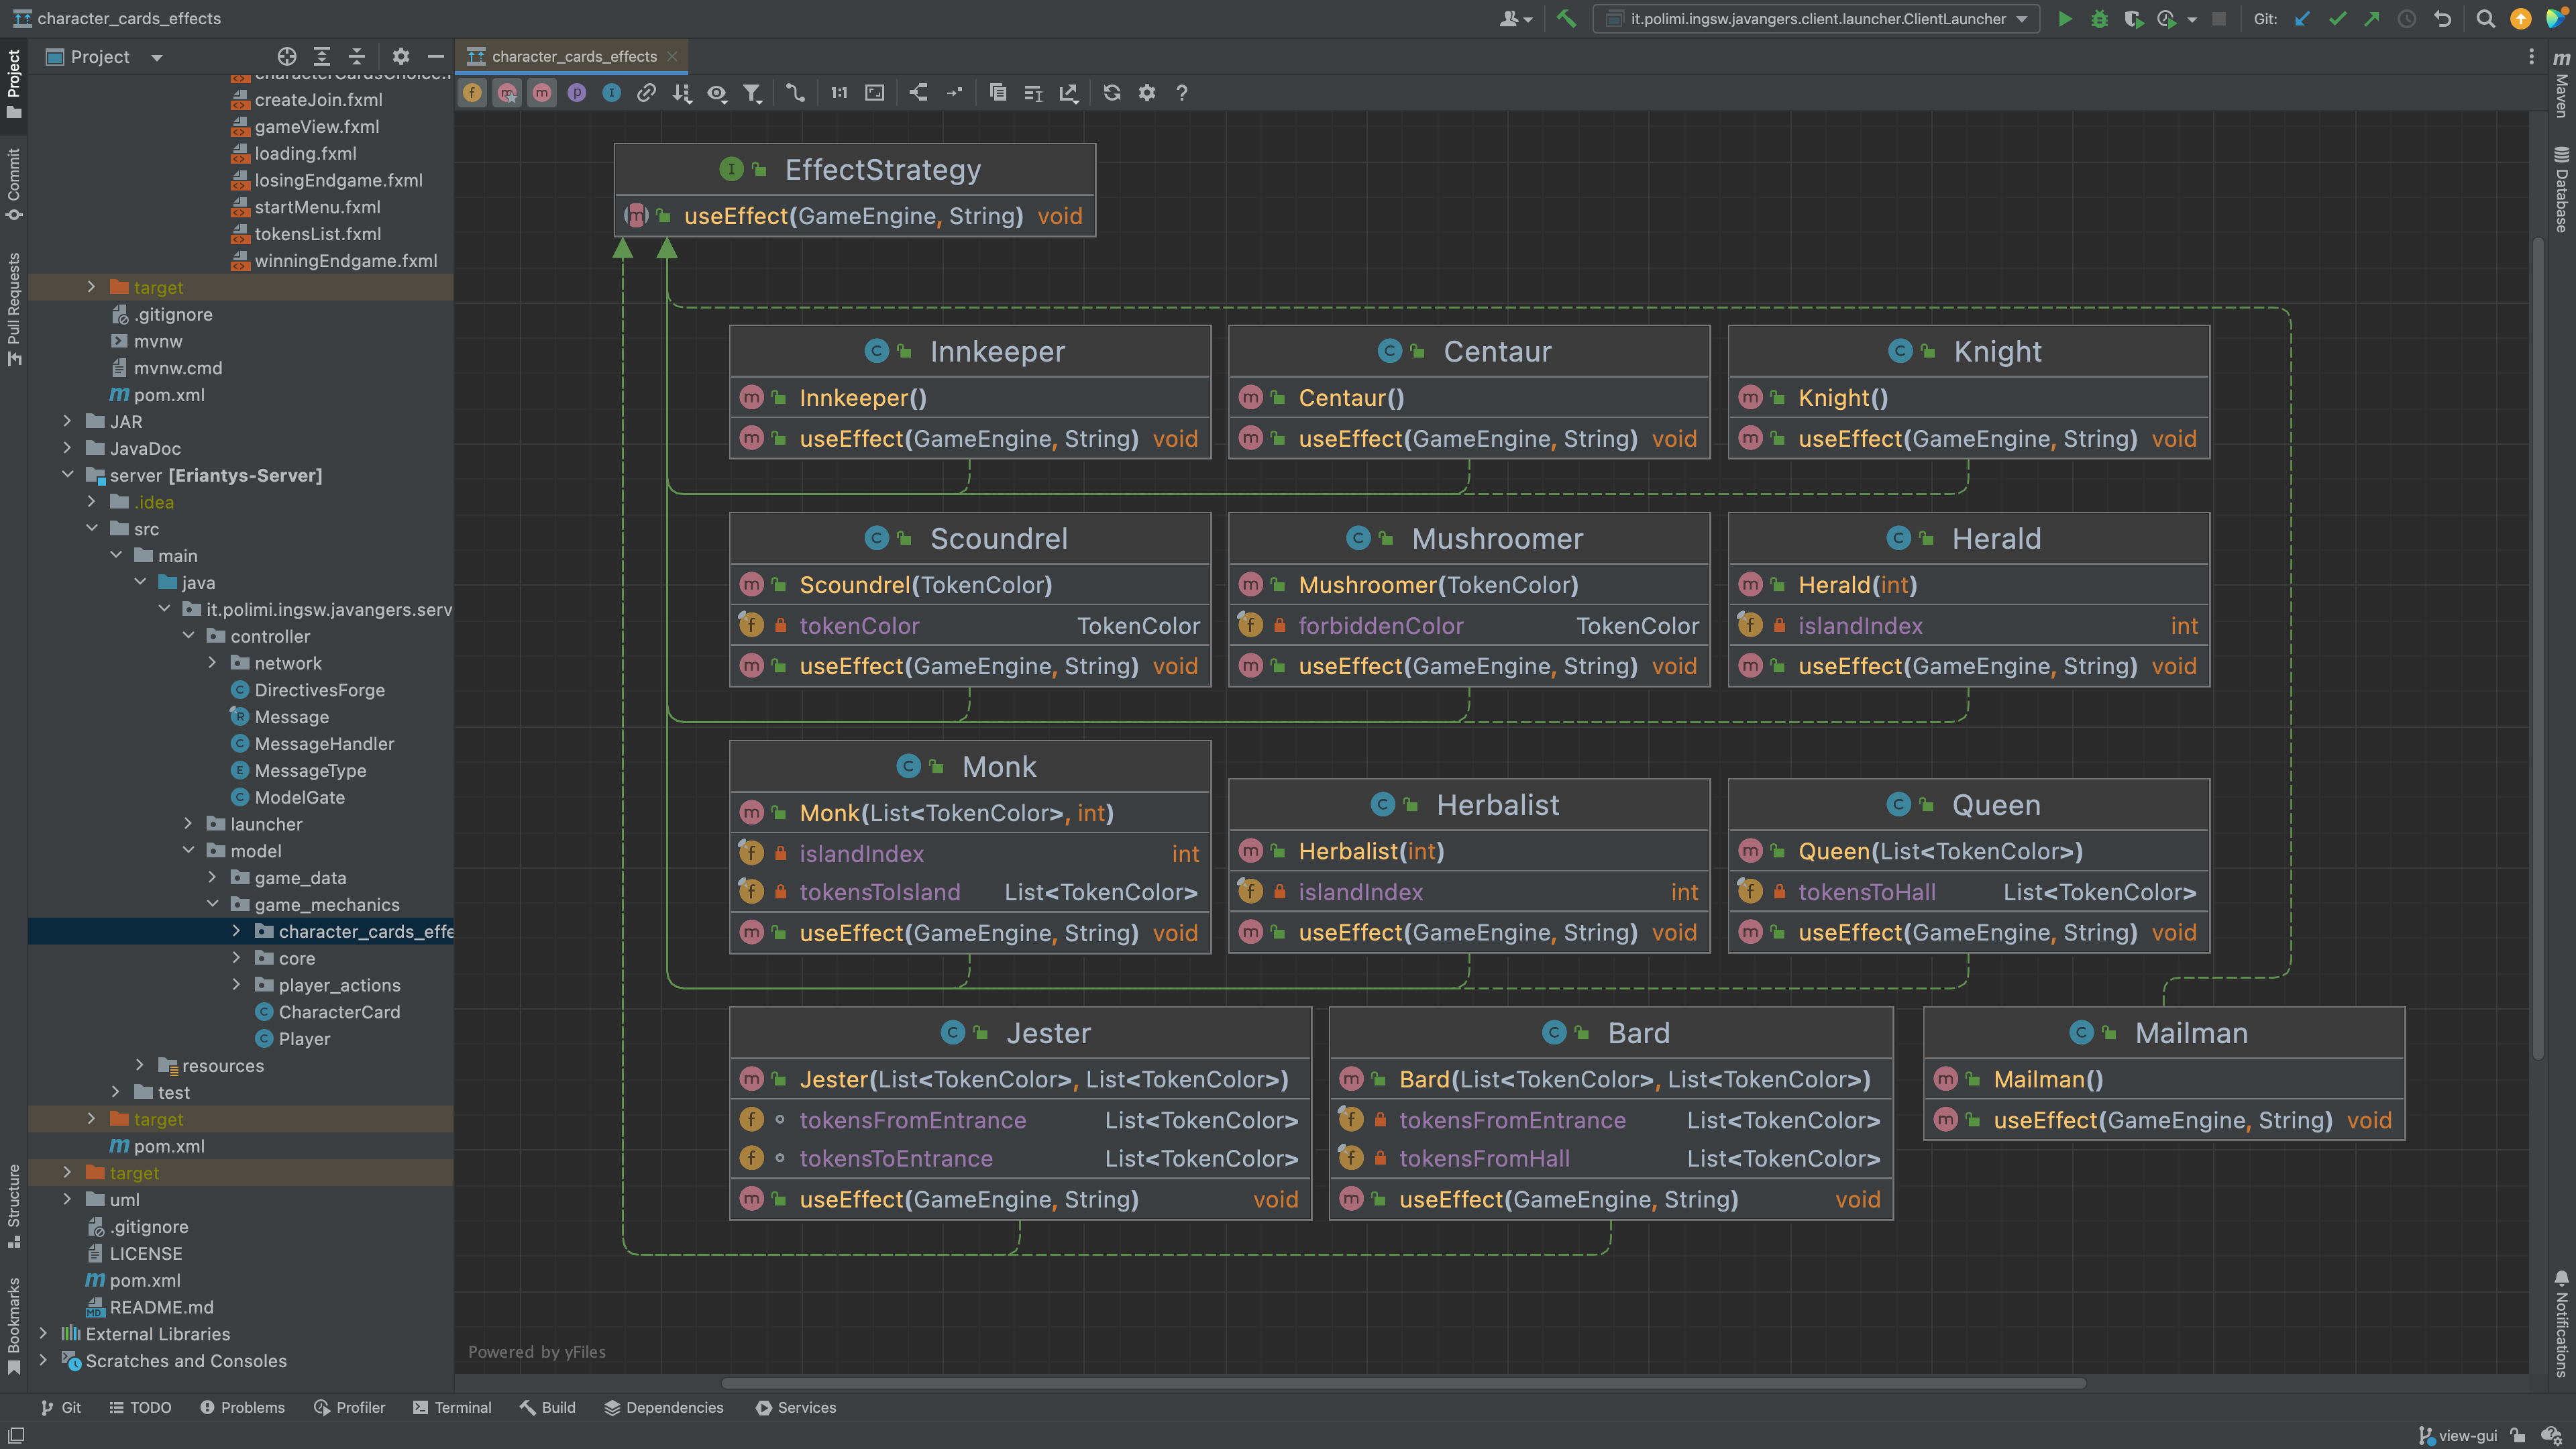 character_cards_effects
it.polimi.ingsw.javangers.client.launcher.ClientLauncher
Git:
Project
Commit
Pull Requests
Structure
Bookmarks
Project
createJoin.fxml
gameView.fxml
loading.fxml
losingEndgame.fxml
startMenu.fxml
tokensList.fxml
winningEndgame.fxml
target
.gitignore
mvnw
mvnw.cmd
pom.xml
JAR
JavaDoc
server [Eriantys-Server]
.idea
src
main
java
it.polimi.ingsw.javangers.serv
controller
network
DirectivesForge
Message
MessageHandler
MessageType
ModelGate
launcher
model
game_data
game_mechanics
character_cards_effe
core
player_actions
CharacterCard
Player
resources
test
target
pom.xml
target
uml
.gitignore
LICENSE
pom.xml
README.md
External Libraries
Scratches and Consoles
character_cards_effects
1:1
?
EffectStrategy
useEffect(GameEngine, String) void
Innkeeper
Innkeeper()
useEffect(GameEngine, String) void
Centaur
Centaur()
useEffect(GameEngine, String) void
Knight
Knight()
useEffect(GameEngine, String) void
Scoundrel
Scoundrel(TokenColor)
tokenColor TokenColor
useEffect(GameEngine, String) void
Mushroomer
Mushroomer(TokenColor)
forbiddenColor TokenColor
useEffect(GameEngine, String) void
Herald
Herald(int)
islandIndex int
useEffect(GameEngine, String) void
Monk
Monk(List<TokenColor>, int)
islandIndex int
tokensToIsland List<TokenColor>
useEffect(GameEngine, String) void
Herbalist
Herbalist(int)
islandIndex int
useEffect(GameEngine, String) void
Queen
Queen(List<TokenColor>)
tokensToHall List<TokenColor>
useEffect(GameEngine, String) void
Jester
Jester(List<TokenColor>, List<TokenColor>)
tokensFromEntrance List<TokenColor>
tokensToEntrance List<TokenColor>
useEffect(GameEngine, String) void
Bard
Bard(List<TokenColor>, List<TokenColor>)
tokensFromEntrance List<TokenColor>
tokensFromHall List<TokenColor>
useEffect(GameEngine, String) void
Mailman
Mailman()
useEffect(GameEngine, String) void
Powered by yFiles
Maven
Database
Notifications
Git
TODO
Problems
Profiler
Terminal
Build
Dependencies
Services
view-gui